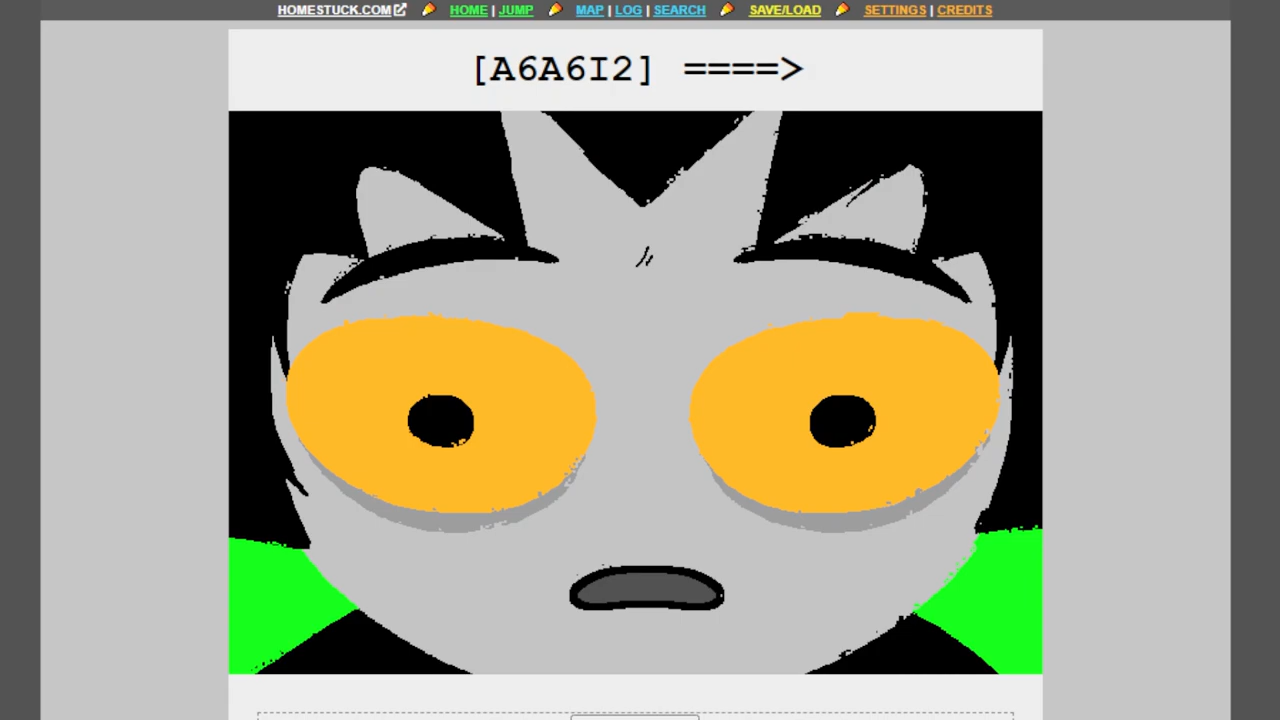 HOMESTUCK.COM HOME | JUMP MAP | LOG | SEARCH SAVE/LOAD SETTINGS | CREDITS
[A6A6I2] ====>